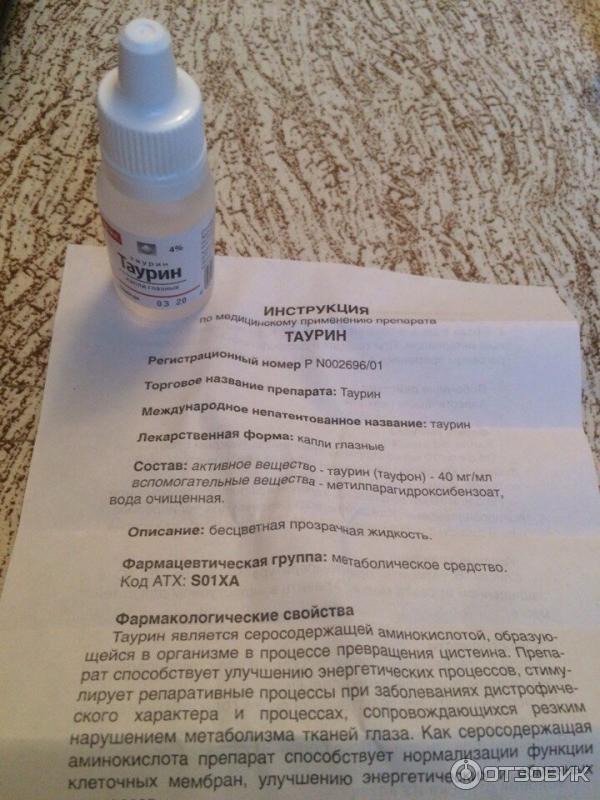 4%
таурин
Таурин
капли глазные
03 20
ИНСТРУКЦИЯ
по медицинскому применению препарата
ТАУРИН
Регистрационный номер Р N002696/01
Торговое название препарата: Таурин
Международное непатентованное название: таурин
Лекарственная форма: капли глазные
Состав: активное вещество - таурин (тауфон) - 40 мг/мл
вспомогательные вещества - метилпарагидроксибензоат,
вода очищенная.
Описание: бесцветная прозрачная жидкость.
Фармацевтическая группа: метаболическое средство.
Код АТХ: S01XA
Фармакологические свойства
Таурин является серосодержащей аминокислотой, образую-
щейся в организме в процессе превращения цистеина. Препа-
рат способствует улучшению энергетических процессов, стиму-
лирует репаративные процессы при заболеваниях дистрофиче-
ского характера и процессах, сопровождающихся резким
нарушением метаболизма тканей глаза. Как серосодержащая
аминокислота препарат способствует нормализации функции
клеточных мембран, улучшению энергетических
ОТЗОВИК